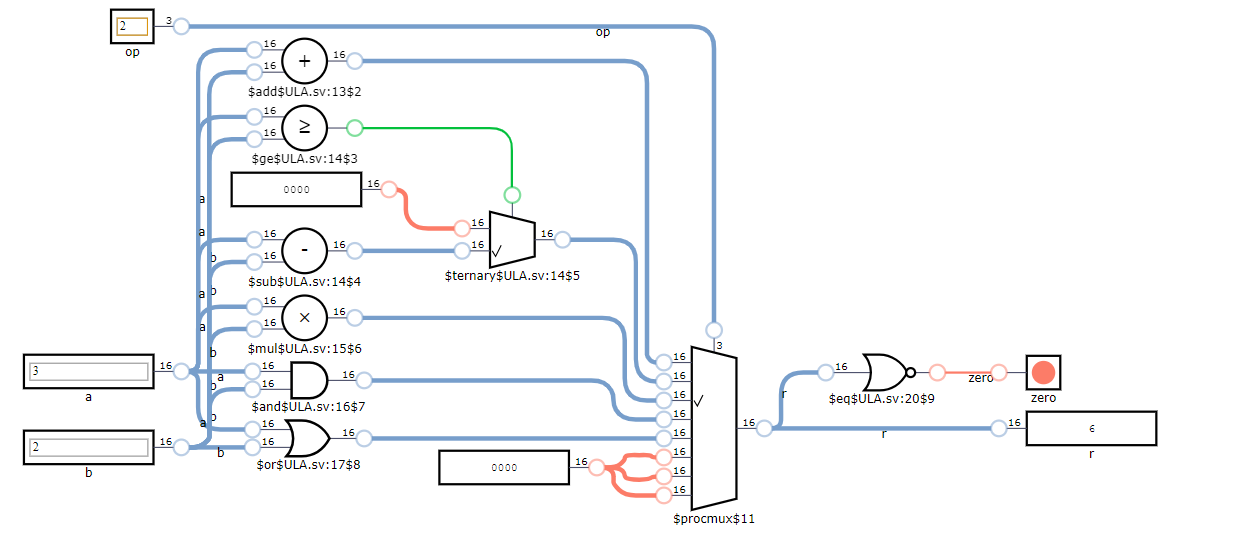 2
3
op
op
16
16
+
16
$add$ULA.sv:13$2
16
16
≥
$ge$ULA.sv:14$3
0000
16
a
a
16
16
-
16
b
$sub$ULA.sv:14$4
16
16
✓
16
$ternary$ULA.sv:14$5
a
b
16
16
×
16
a
b
$mul$ULA.sv:15$6
3
16
a
a
b
16
16
16
$and$ULA.sv:16$7
b
a
16
16
16
$or$ULA.sv:17$8
2
16
b
b
0000
16
3
16
16
16
✓
16
16
16
16
16
16
$procmux$11
r
16
$eq$ULA.sv:20$9
zero
zero
r
16
6
r